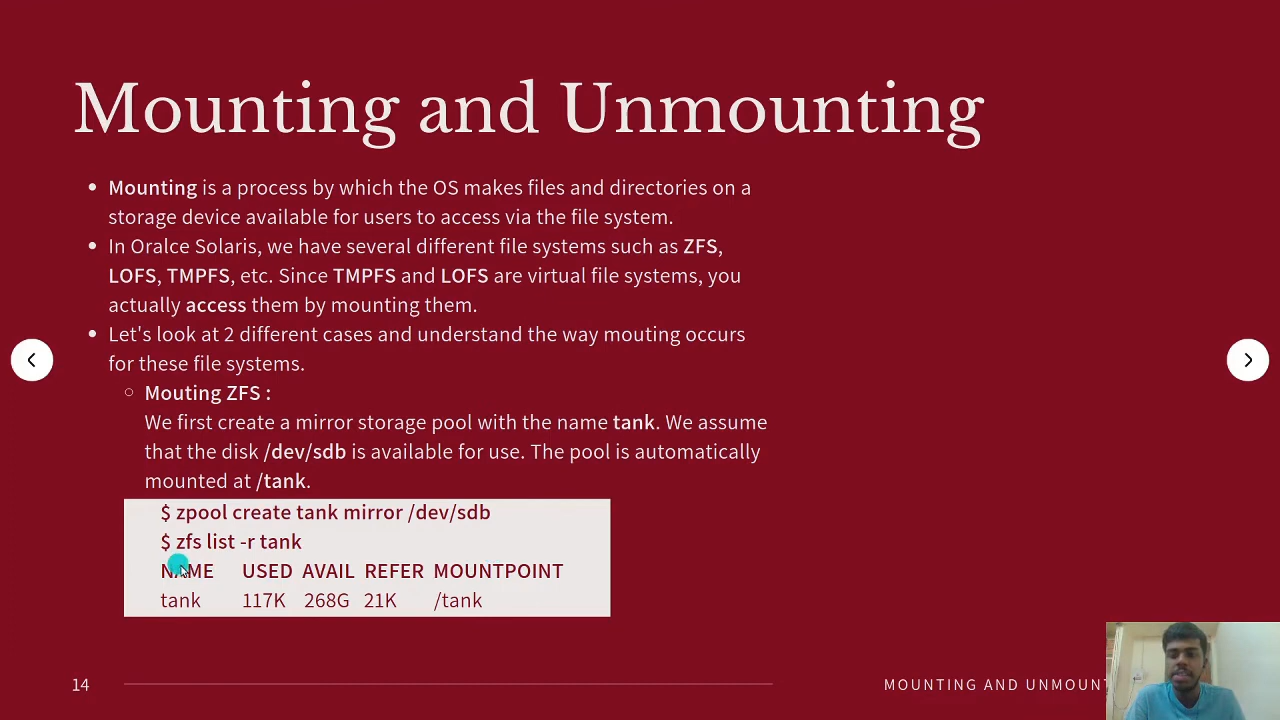 Mounting and Unmounting
• Mounting is a process by which the OS makes files and directories on a
storage device available for users to access via the file system.
• In Oralce Solaris, we have several different file systems such as ZFS,
LOFS, TMPFS, etc. Since TMPFS and LOFS are virtual file systems, you
actually access them by mounting them.
• Let's look at 2 different cases and understand the way mouting occurs
for these file systems.
○ Mouting ZFS :
We first create a mirror storage pool with the name tank. We assume
that the disk /dev/sdb is available for use. The pool is automatically
mounted at /tank.
$ zpool create tank mirror /dev/sdb
$ zfs list -r tank
NAME USED AVAIL REFER MOUNTPOINT
tank 117K 268G 21K /tank
14
MOUNTING AND UNMOUNT